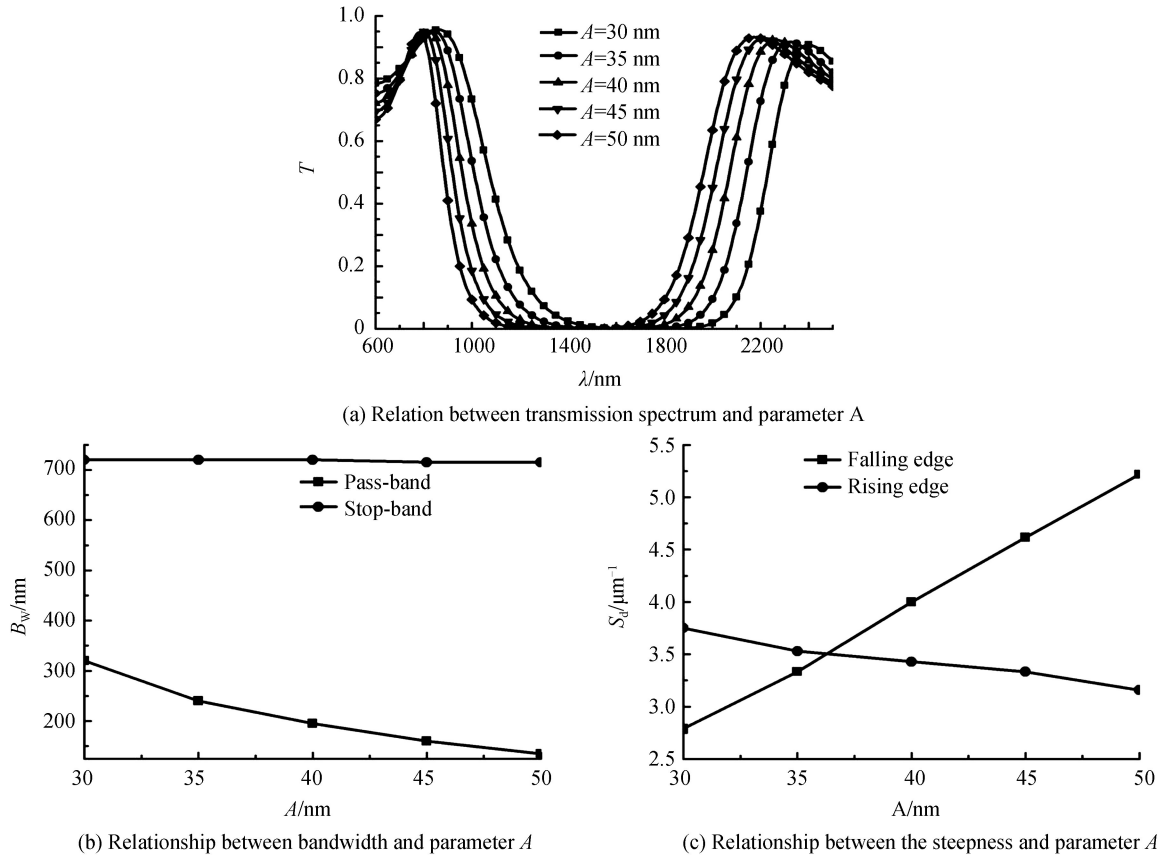 1.0
0.8
0.6
0.4
0.2
0
T
A=30 nm
A=35 nm
A=40 nm
A=45 nm
A=50 nm
600 1000 1400 1800 2200
λ/nm
(a) Relation between transmission spectrum and parameter A
700
700
500
400
300
200
B_W/nm
Pass-band
Stop-band
30 35 40 45 50
A/nm
(b) Relationship between bandwidth and parameter A
5.5
5.0
4.5
4.0
3.5
3.0
2.5
S_d/μm⁻¹
Falling edge
Rising edge
30 35 40 45 50
A/nm
(c) Relationship between the steepness and parameter A